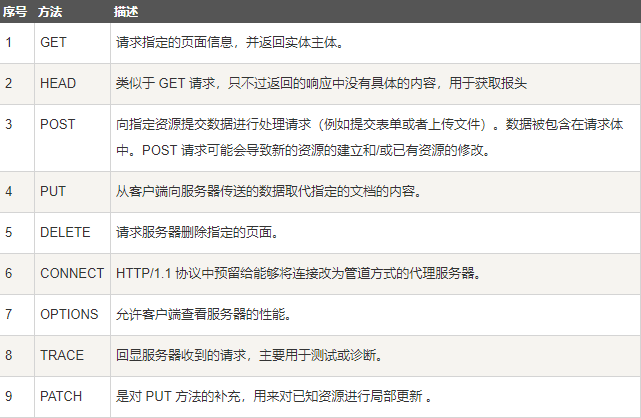 序号 方法 描述
1 GET 请求指定的页面信息，并返回实体主体。
2 HEAD 类似于 GET 请求，只不过返回的响应中没有具体的内容，用于获取报头
3 POST 向指定资源提交数据进行处理请求（例如提交表单或者上传文件）。数据被包含在请求体
中。POST 请求可能会导致新的资源的建立和/或已有资源的修改。
4 PUT 从客户端向服务器传送的数据取代指定的文档的内容。
5 DELETE 请求服务器删除指定的页面。
6 CONNECT HTTP/1.1 协议中预留给能够将连接改为管道方式的代理服务器。
7 OPTIONS 允许客户端查看服务器的性能。
8 TRACE 回显服务器收到的请求，主要用于测试或诊断。
9 PATCH 是对 PUT 方法的补充，用来对已知资源进行局部更新 。